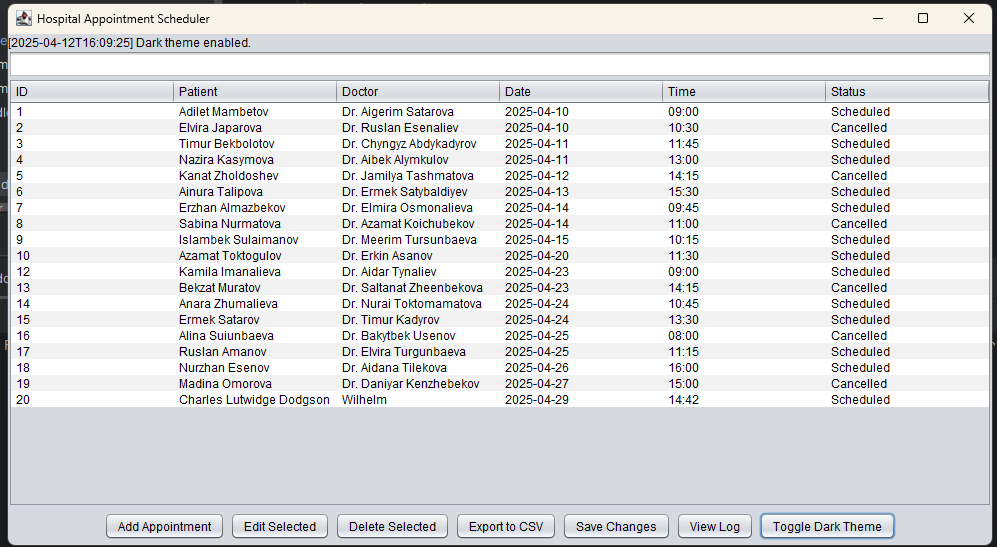 Hospital Appointment Scheduler
[2025-04-12T16:09:25] Dark theme enabled.
ID Patient Doctor Date Time Status
1 Adilet Mambetov Dr. Aigerim Satarova 2025-04-10 09:00 Scheduled
2 Elvira Japarova Dr. Ruslan Esenaliev 2025-04-10 10:30 Cancelled
3 Timur Bekbolotov Dr. Chyngyz Abdykadyrov 2025-04-11 11:45 Scheduled
4 Nazira Kasymova Dr. Aibek Alymkulov 2025-04-11 13:00 Scheduled
5 Kanat Zholdoshev Dr. Jamilya Tashmatova 2025-04-12 14:15 Cancelled
6 Ainura Talipova Dr. Ermek Satybaldiyev 2025-04-13 15:30 Scheduled
7 Erzhan Almazbekov Dr. Elmira Osmonalieva 2025-04-14 09:45 Scheduled
8 Sabina Nurmatova Dr. Azamat Koichubekov 2025-04-14 11:00 Cancelled
9 Islambek Sulaimanov Dr. Meerim Tursunbaeva 2025-04-15 10:15 Scheduled
10 Azamat Toktogulov Dr. Erkin Asanov 2025-04-20 11:30 Scheduled
12 Kamila Imanalieva Dr. Aidar Tynaliev 2025-04-23 09:00 Scheduled
13 Bekzat Muratov Dr. Saltanat Zheenbekova 2025-04-23 14:15 Cancelled
14 Anara Zhumalieva Dr. Nurai Toktomamatova 2025-04-24 10:45 Scheduled
15 Ermek Satarov Dr. Timur Kadyrov 2025-04-24 13:30 Scheduled
16 Alina Suiunbaeva Dr. Bakytbek Usenov 2025-04-25 08:00 Cancelled
17 Ruslan Amanov Dr. Elvira Turgunbaeva 2025-04-25 11:15 Scheduled
18 Nurzhan Esenov Dr. Aidana Tilekova 2025-04-26 16:00 Scheduled
19 Madina Omorova Dr. Daniyar Kenzhebekov 2025-04-27 15:00 Cancelled
20 Charles Lutwidge Dodgson Wilhelm 2025-04-29 14:42 Scheduled
Add Appointment Edit Selected Delete Selected Export to CSV Save Changes View Log Toggle Dark Theme